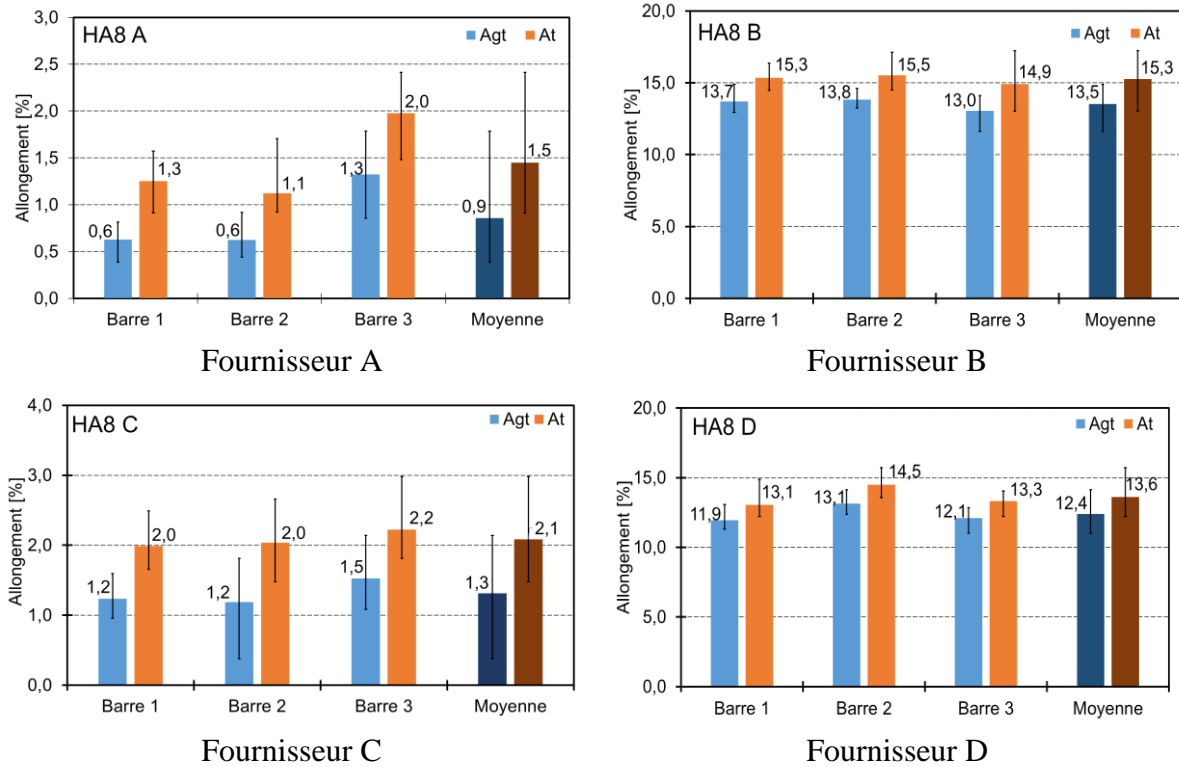 HA8 A
Agt At
Allongement [%]
3,0
2,5
2,0
1,5
1,0
0,5
0,0
0,6
1,3
0,6
1,1
1,3
2,0
0,9
1,5
Barre 1 Barre 2 Barre 3 Moyenne
Fournisseur A
HA8 B
Agt At
Allongement [%]
20,0
15,0
10,0
5,0
0,0
13,7
15,3
13,8
15,5
13,0
14,9
13,5
15,3
Barre 1 Barre 2 Barre 3 Moyenne
Fournisseur B
HA8 C
Agt At
Allongement [%]
4,0
3,0
2,0
1,0
0,0
1,2
2,0
1,2
2,0
1,5
2,2
1,3
2,1
Barre 1 Barre 2 Barre 3 Moyenne
Fournisseur C
HA8 D
Agt At
Allongement [%]
20,0
15,0
10,0
5,0
0,0
11,9
13,1
13,1
14,5
12,1
13,3
12,4
13,6
Barre 1 Barre 2 Barre 3 Moyenne
Fournisseur D